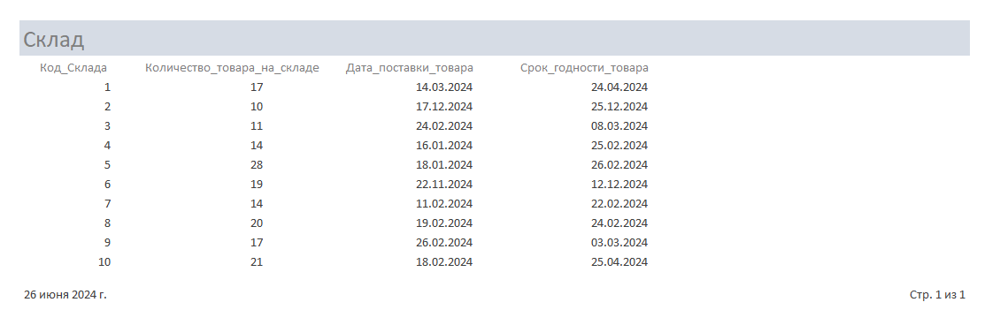 Склад
Код_Склада Количество_товара_на_складе Дата_поставки_товара Срок_годности_товара
1 17 14.03.2024 24.04.2024
2 10 17.12.2024 25.12.2024
3 11 24.02.2024 08.03.2024
4 14 16.01.2024 25.02.2024
5 28 18.01.2024 26.02.2024
6 19 22.11.2024 12.12.2024
7 14 11.02.2024 22.02.2024
8 20 19.02.2024 24.02.2024
9 17 26.02.2024 03.03.2024
10 21 18.02.2024 25.04.2024
26 июня 2024 г. Стр. 1 из 1